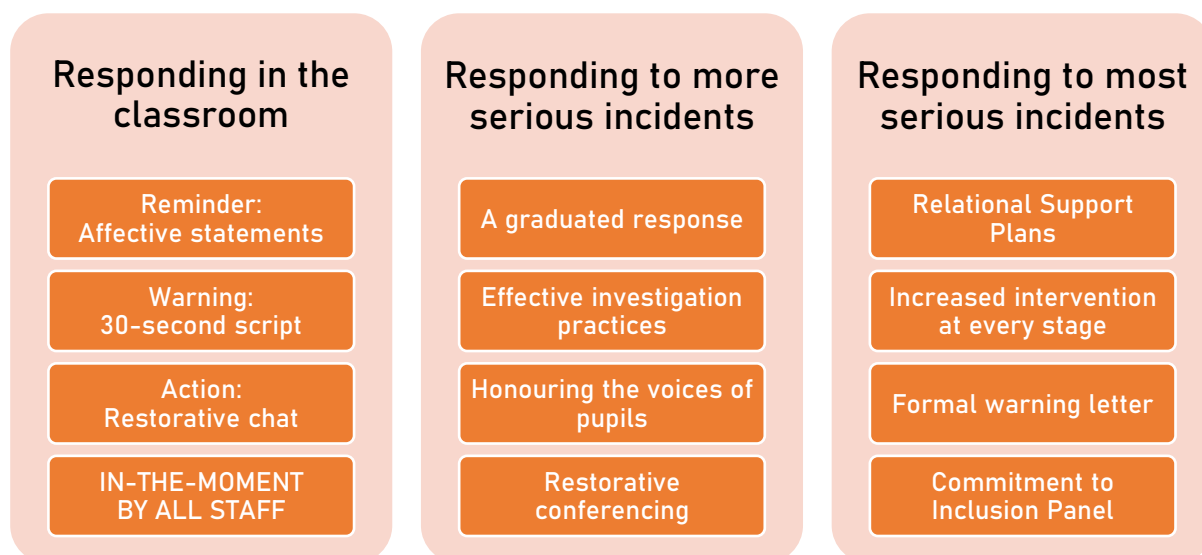 Responding in the
classroom
Reminder:
Affective statements
Warning:
30-second script
Action:
Restorative chat
IN-THE-MOMENT
BY ALL STAFF
Responding to more
serious incidents
A graduated response
Effective investigation
practices
Honouring the voices of
pupils
Restorative
conferencing
Responding to most
serious incidents
Relational Support
Plans
Increased intervention
at every stage
Formal warning letter
Commitment to
Inclusion Panel